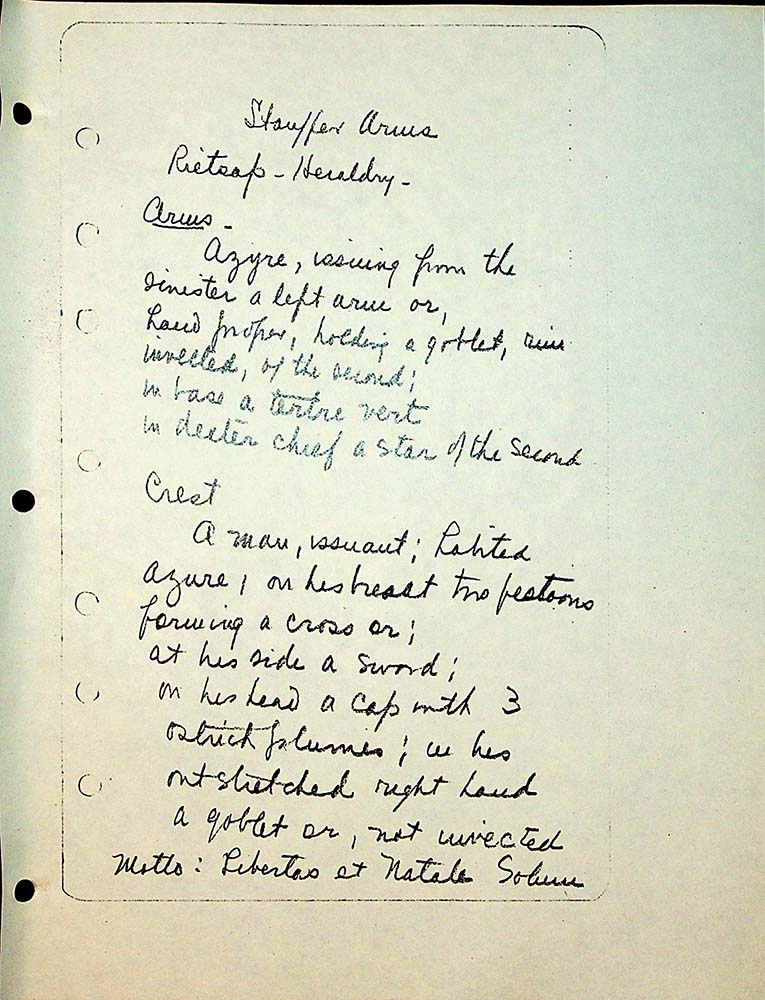 Stauffer Arms
Rietsap - Heraldry -
Arms -
Azyre, issuing from the
sinister a left arm or,
hand proper, holding a goblet, rim
invected, of the second;
in base a tertre vert
in dexter chief a star of the second
Crest
A man, issuant; habited
azure; on his breast two festoons
forming a cross or;
at his side a sword;
on his head a cap with 3
ostrich plumes; in his
outstretched right hand
a goblet or, not invected
Motto: Libertas et Natale Solum